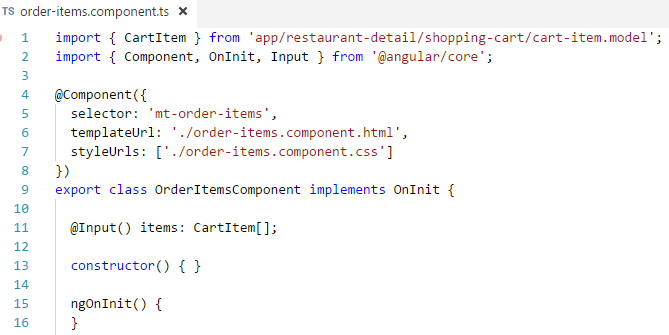 TS order-items.component.ts ×
1 import { CartItem } from 'app/restaurant-detail/shopping-cart/cart-item.model';
2 import { Component, OnInit, Input } from '@angular/core';
3
4 @Component({
5   selector: 'mt-order-items',
6   templateUrl: './order-items.component.html',
7   styleUrls: ['./order-items.component.css']
8 })
9 export class OrderItemsComponent implements OnInit {
10
11   @Input() items: CartItem[];
12
13   constructor() { }
14
15   ngOnInit() {
16   }